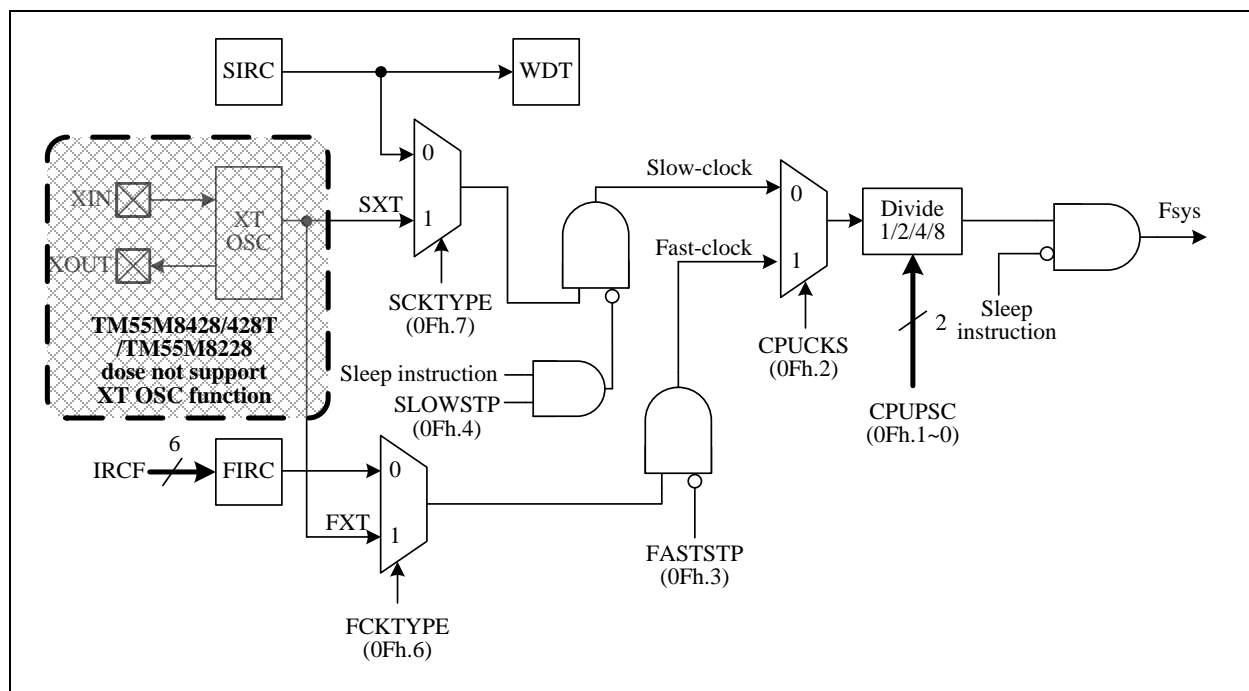 SIRC
WDT
0
XIN
XT
OSC
XOUT
SXT
1
SCKTYPE
(0Fh.7)
TM55M8428/428T
/TM55M8228
dose not support
XT OSC function
Slow-clock
0
Fast-clock
1
CPUCKS
(0Fh.2)
Divide
1/2/4/8
2
CPUPSC
(0Fh.1~0)
Fsys
Sleep
instruction
Sleep instruction
SLOWSTP
(0Fh.4)
IRCF
6
FIRC
0
FXT
1
FCKTYPE
(0Fh.6)
FASTSTP
(0Fh.3)